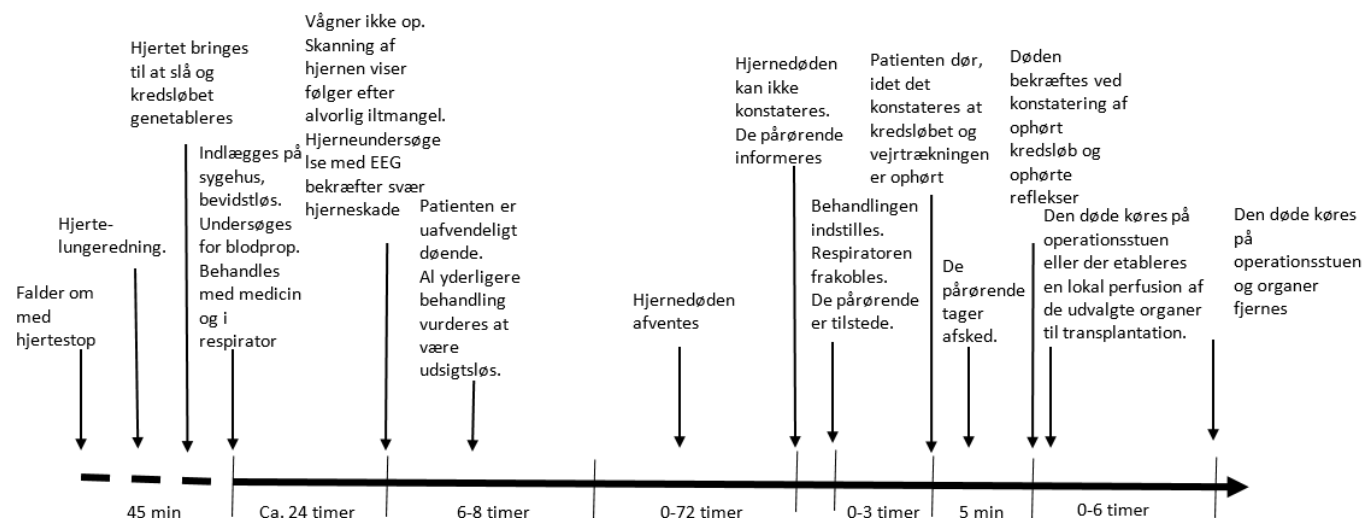 Falder om
med
hjertestop
Hjerte-
lungeredning.
Hjertet bringes
til at slå og
kredsløbet
genetableres
Indlægges på
sygehus,
bevidstløs.
Undersøges
for blodprop.
Behandles
med medicin
og i
respirator
Vågner ikke op.
Skanning af
hjernen viser
følger efter
alvorlig iltmangel.
Hjerneundersøge
lse med EEG
bekræfter svær
hjerneskade
Patienten er
uafvendeligt
døende.
Al yderligere
behandling
vurderes at
være
udsigtsløs.
Hjernedøden
afventes
Hjernedøden
kan ikke
konstateres.
De pårørende
informeres
Behandlingen
indstilles.
Respiratoren
frakobles.
De pårørende
er tilstede.
Patienten dør,
idet det
konstateres at
kredsløbet og
vejrtrækningen
er ophørt
De
pårørende
tager
afsked.
Døden
bekræftes ved
konstatering af
ophørt
kredsløb og
ophørte
reflekser
Den døde køres på
operationsstuen
eller der etableres
en lokal perfusion af
de udvalgte organer
til transplantation.
Den døde køres
på
operationsstuen
og organer
fjernes
45 min
Ca. 24 timer
6-8 timer
0-72 timer
0-3 timer
5 min
0-6 timer